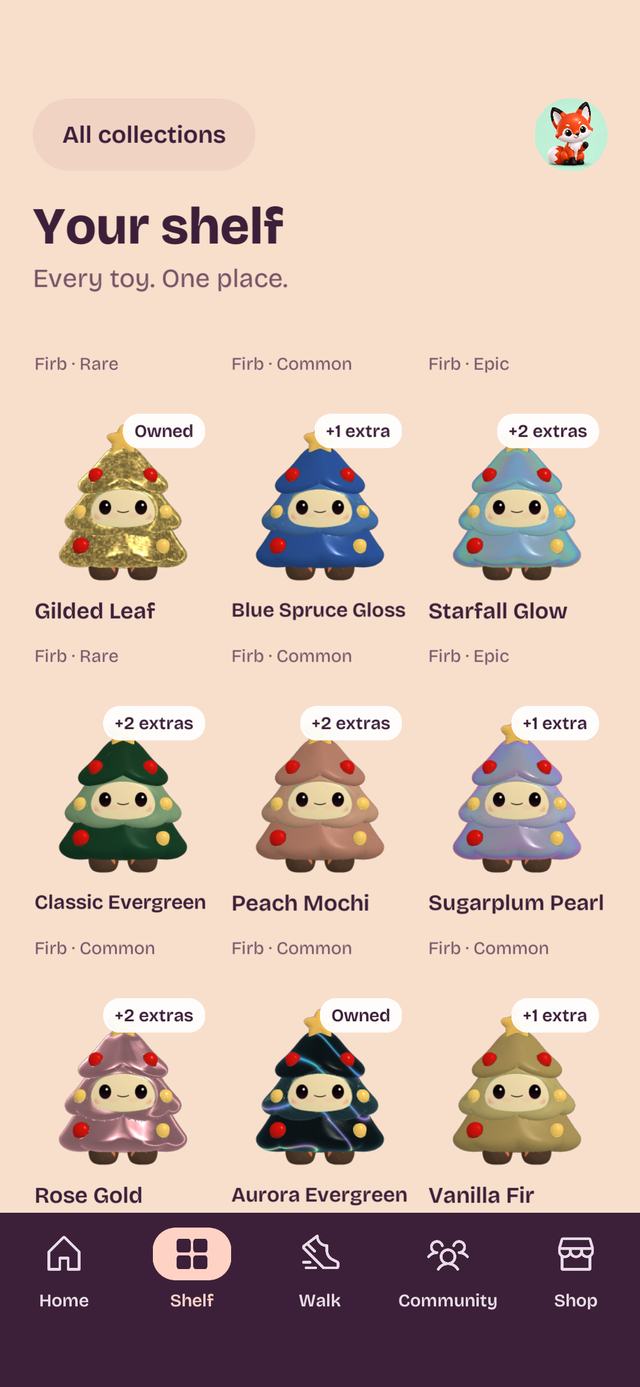 All collections
Your shelf
Every toy. One place.
Firb · Rare
Firb · Common
Firb · Epic
Owned
+1 extra
+2 extras
Gilded Leaf
Blue Spruce Gloss
Starfall Glow
Firb · Rare
Firb · Common
Firb · Epic
+2 extras
+2 extras
+1 extra
Classic Evergreen
Peach Mochi
Sugarplum Pearl
Firb · Common
Firb · Common
Firb · Common
+2 extras
Owned
+1 extra
Rose Gold
Aurora Evergreen
Vanilla Fir
Home
Shelf
Walk
Community
Shop